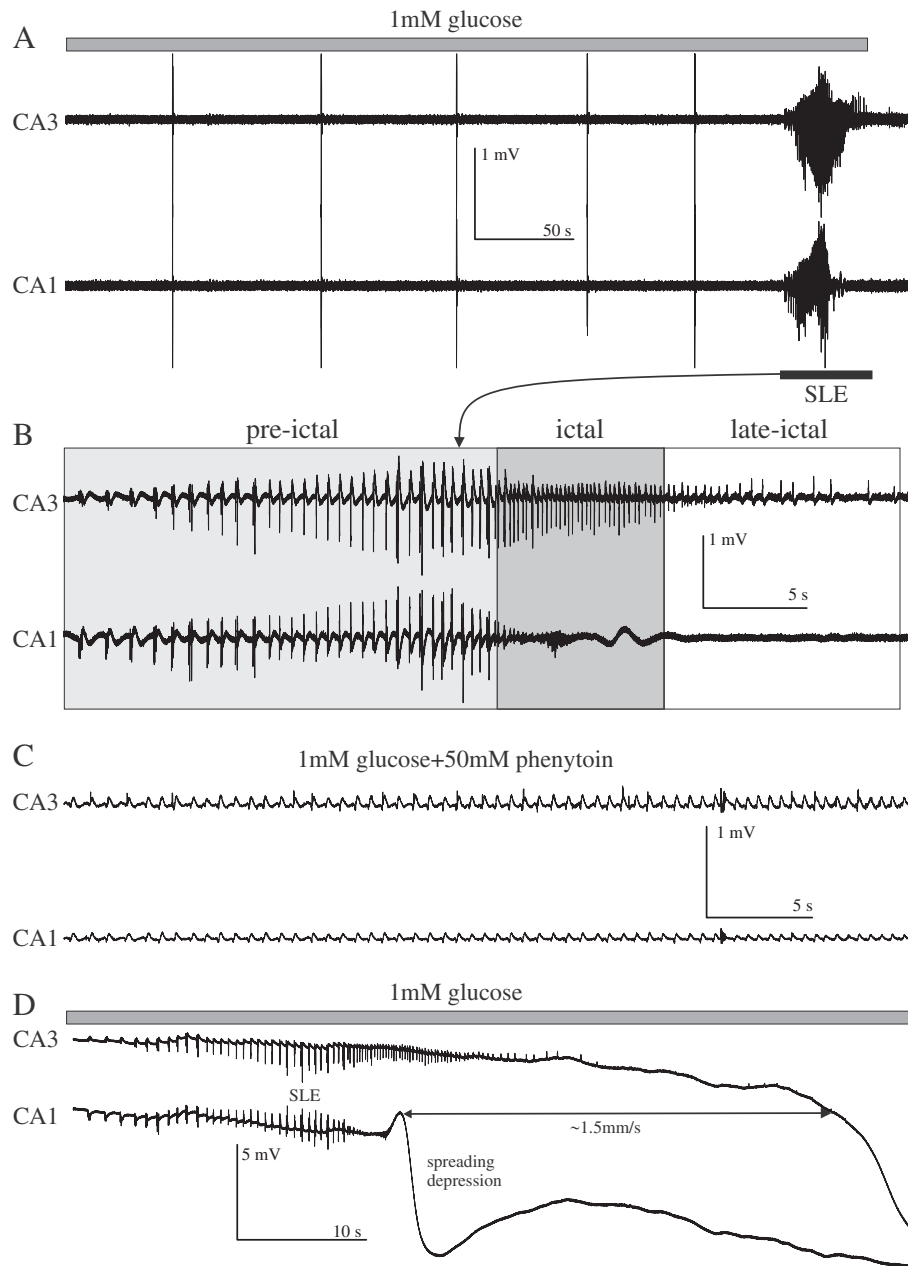 A
1mM glucose
CA3
1 mV
50 s
CA1
SLE
B
pre-ictal
ictal
late-ictal
CA3
1 mV
5 s
CA1
C
1mM glucose+50mM phenytoin
CA3
1 mV
5 s
CA1
D
1mM glucose
CA3
SLE
CA1
~1.5mm/s
5 mV
spreading
depression
10 s